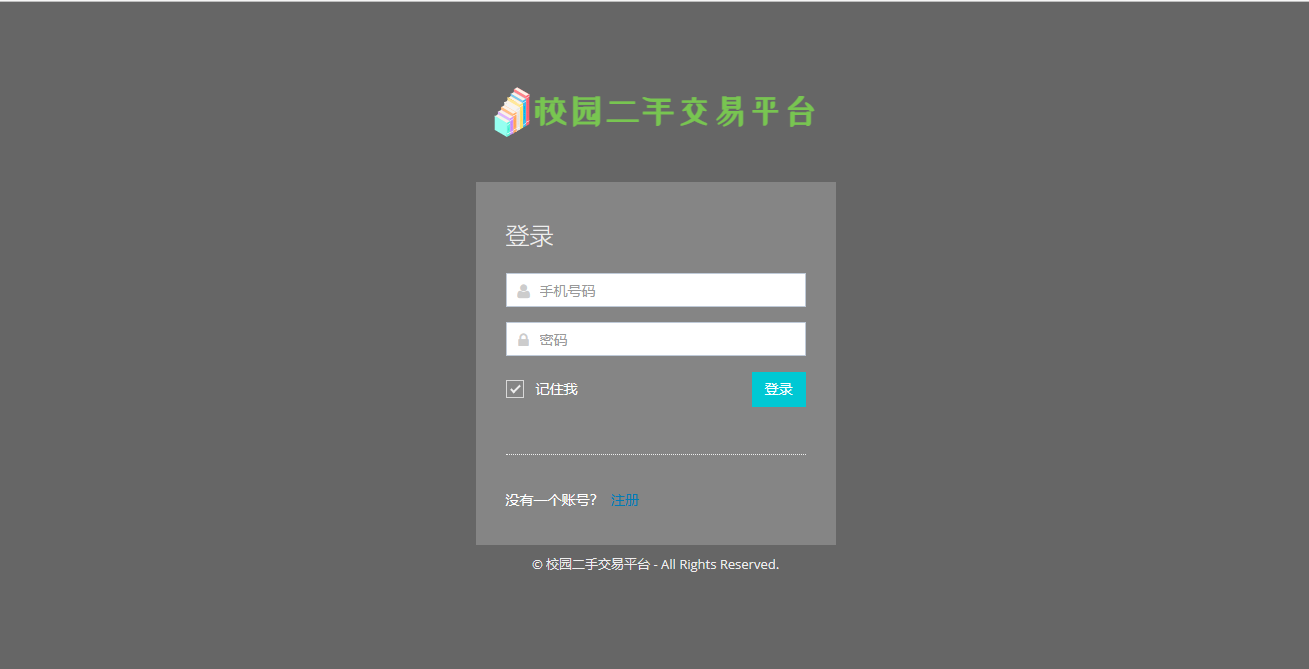 校园二手交易平台
登录
手机号码
密码
记住我 登录
没有一个账号? 注册
© 校园二手交易平台 - All Rights Reserved.